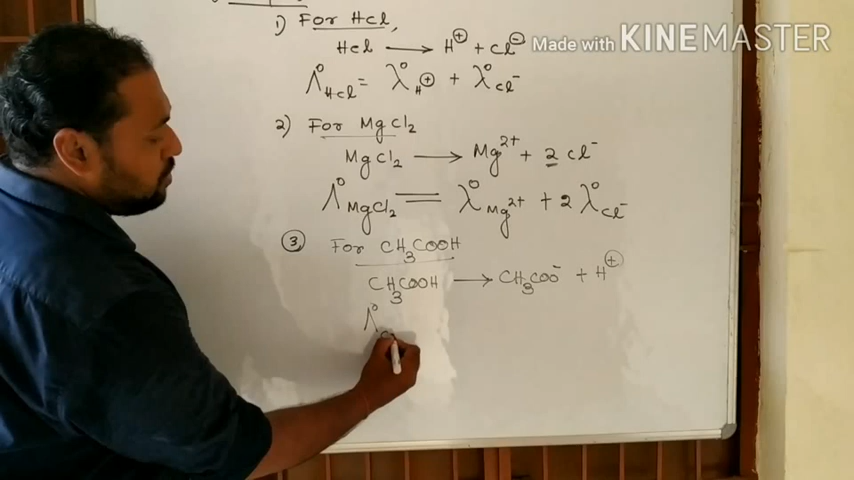 1) For Hcl,
Hcl ⟶ H⊕ + cl⊖
Made with KINEMASTER
Λ°Hcl = λ°H⊕ + λ°cl⁻
2) For Mgcl₂
Mgcl₂ ⟶ Mg²⁺ + 2 cl⁻
Λ°Mgcl₂ = λ°Mg²⁺ + 2 λ°cl⁻
③ For CH₃COOH
CH₃COOH ⟶ CH₃COO⁻ + H⊕
Λ°c